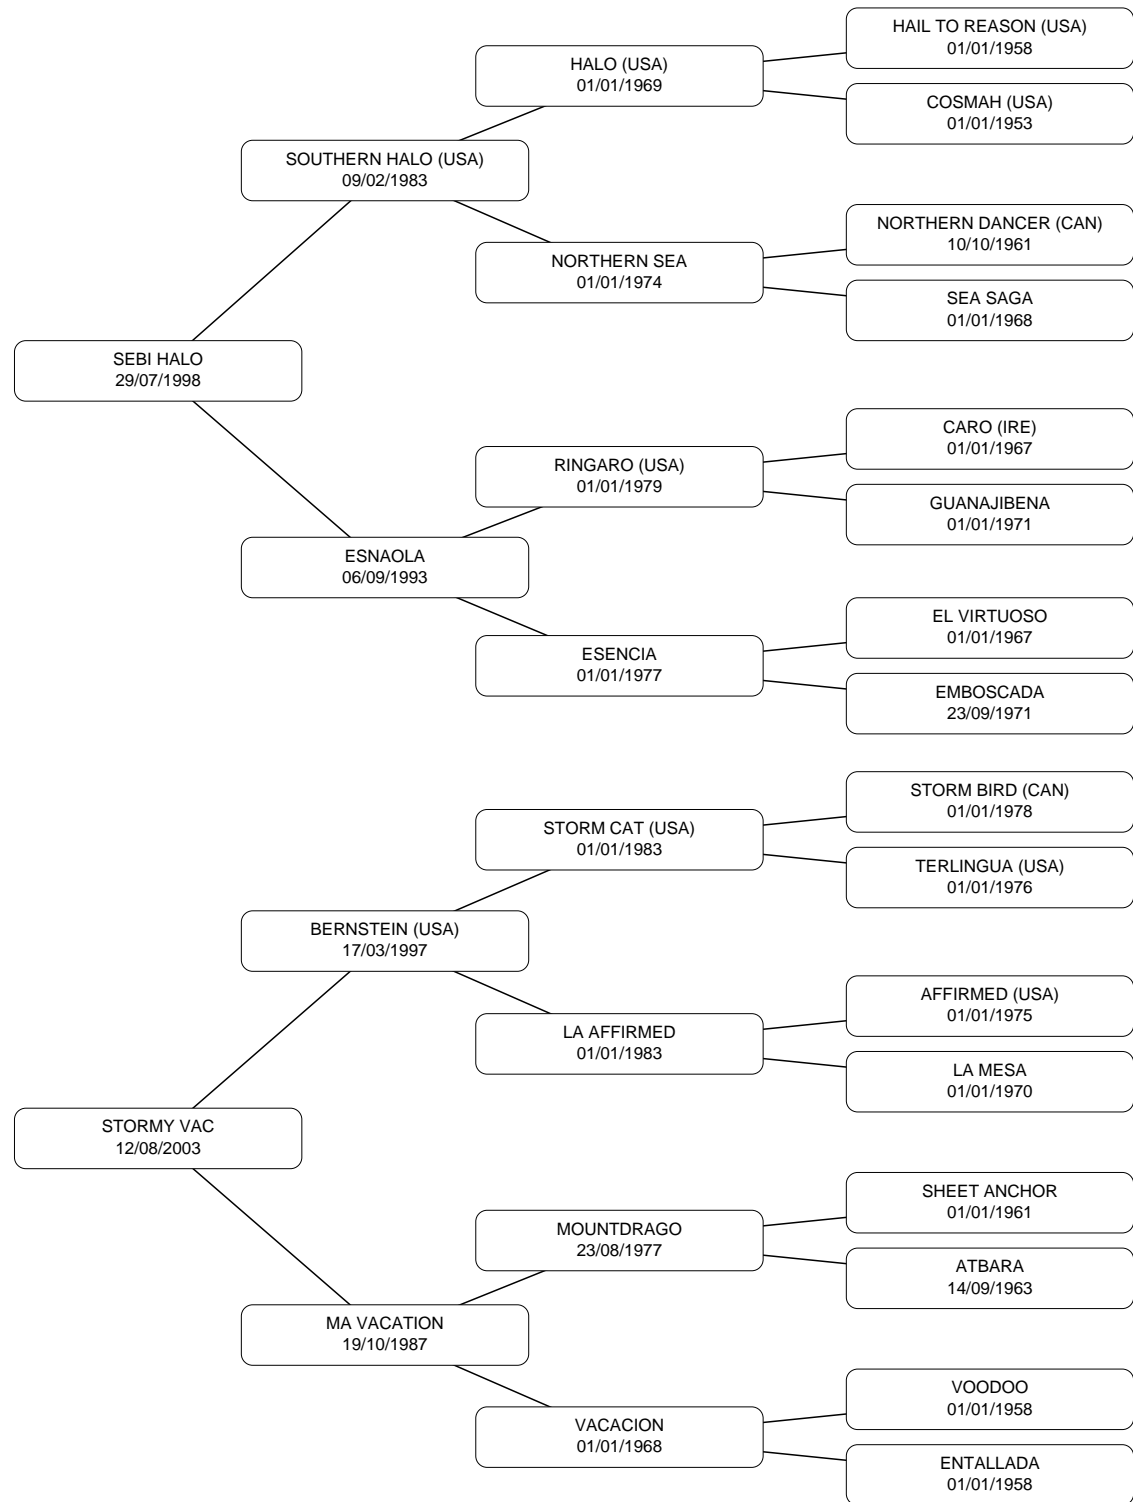 HAIL TO REASON (USA)
01/01/1958
HALO (USA)
01/01/1969
COSMAH (USA)
01/01/1953
SOUTHERN HALO (USA)
09/02/1983
NORTHERN DANCER (CAN)
10/10/1961
NORTHERN SEA
01/01/1974
SEA SAGA
01/01/1968
SEBI HALO
29/07/1998
CARO (IRE)
01/01/1967
RINGARO (USA)
01/01/1979
GUANAJIBENA
01/01/1971
ESNAOLA
06/09/1993
EL VIRTUOSO
01/01/1967
ESENCIA
01/01/1977
EMBOSCADA
23/09/1971
STORM BIRD (CAN)
01/01/1978
STORM CAT (USA)
01/01/1983
TERLINGUA (USA)
01/01/1976
BERNSTEIN (USA)
17/03/1997
AFFIRMED (USA)
01/01/1975
LA AFFIRMED
01/01/1983
LA MESA
01/01/1970
STORMY VAC
12/08/2003
SHEET ANCHOR
01/01/1961
MOUNTDRAGO
23/08/1977
ATBARA
14/09/1963
MA VACATION
19/10/1987
VOODOO
01/01/1958
VACACION
01/01/1968
ENTALLADA
01/01/1958